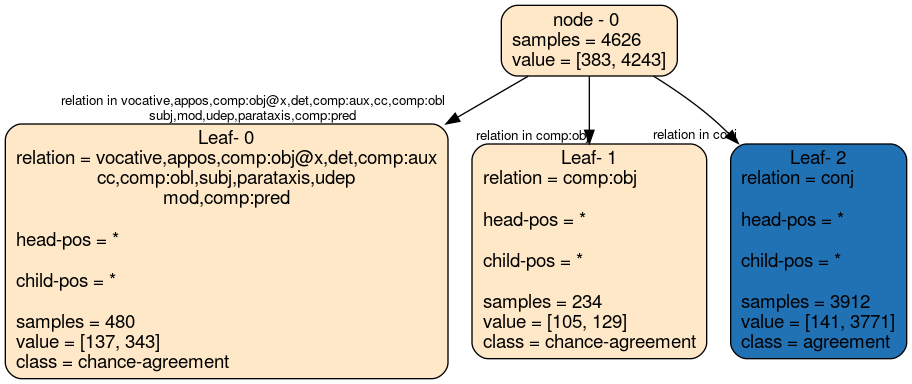 node - 0
samples = 4626
value = [383, 4243]
relation in vocative,appos,comp:obj@x,det,comp:aux,cc,comp:obl
subj,mod,udep,parataxis,comp:pred
relation in comp:obj
relation in conj
Leaf- 0
relation = vocative,appos,comp:obj@x,det,comp:aux
cc,comp:obl,subj,parataxis,udep
mod,comp:pred
head-pos = *
child-pos = *
samples = 480
value = [137, 343]
class = chance-agreement
Leaf- 1
relation = comp:obj
head-pos = *
child-pos = *
samples = 234
value = [105, 129]
class = chance-agreement
Leaf- 2
relation = conj
head-pos = *
child-pos = *
samples = 3912
value = [141, 3771]
class = agreement